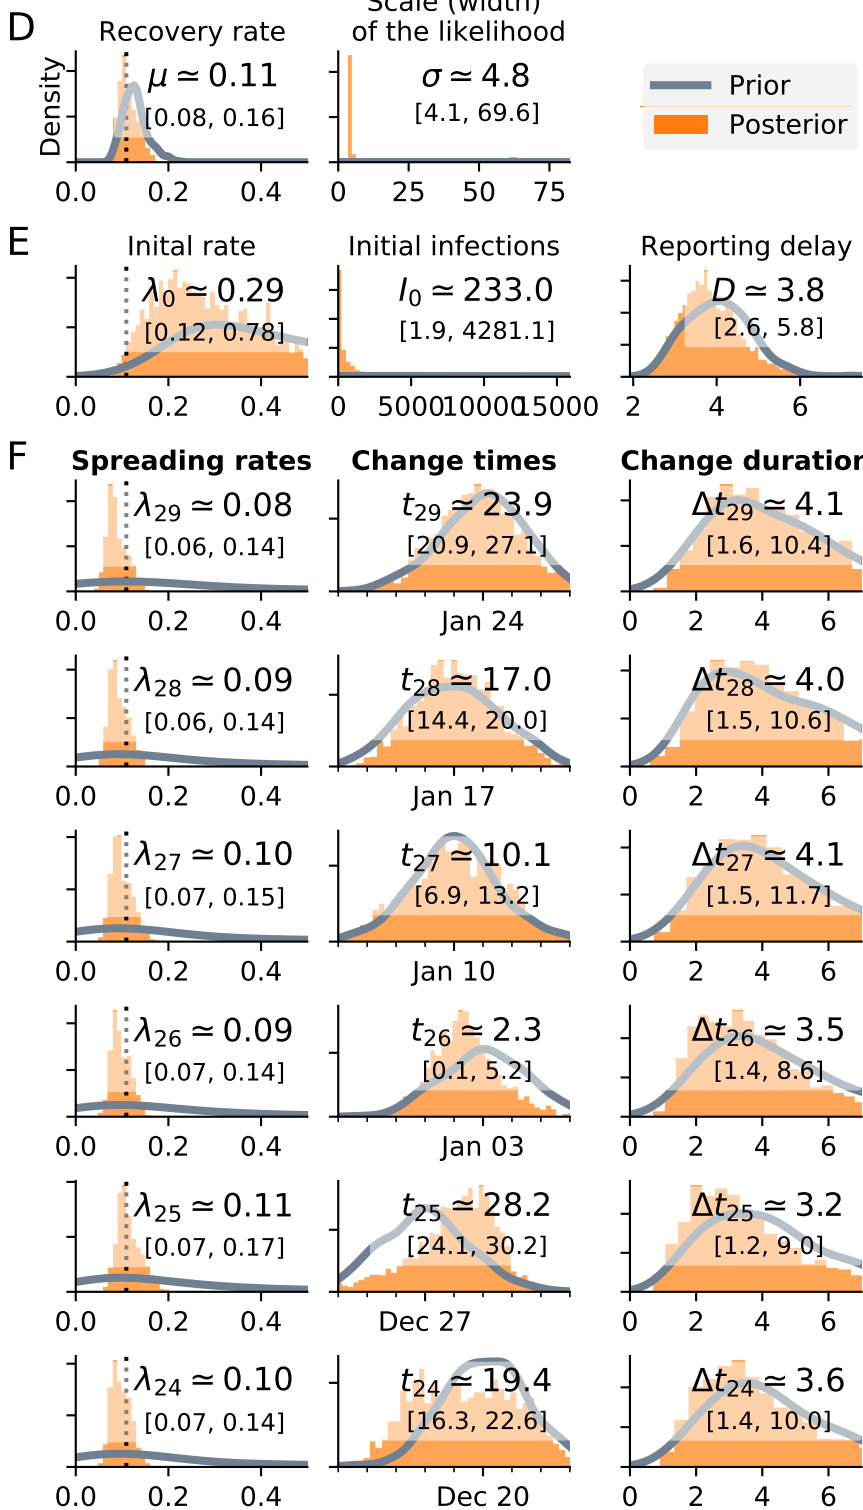 D
Scale (width)
Recovery rate
of the likelihood
Density
μ ≃ 0.11
[0.08, 0.16]
σ ≃ 4.8
[4.1, 69.6]
Prior
Posterior
0.0 0.2 0.4
0 25 50 75
E
Inital rate
Initial infections
Reporting delay
λ0 ≃ 0.29
[0.12, 0.78]
I0 ≃ 233.0
[1.9, 4281.1]
D ≃ 3.8
[2.6, 5.8]
0.0 0.2 0.4
0 5000 10000 15000
2 4 6
F
Spreading rates
Change times
Change duration
λ29 ≃ 0.08
[0.06, 0.14]
t29 ≃ 23.9
[20.9, 27.1]
Δt29 ≃ 4.1
[1.6, 10.4]
0.0 0.2 0.4
Jan 24
0 2 4 6
λ28 ≃ 0.09
[0.06, 0.14]
t28 ≃ 17.0
[14.4, 20.0]
Δt28 ≃ 4.0
[1.5, 10.6]
0.0 0.2 0.4
Jan 17
0 2 4 6
λ27 ≃ 0.10
[0.07, 0.15]
t27 ≃ 10.1
[6.9, 13.2]
Δt27 ≃ 4.1
[1.5, 11.7]
0.0 0.2 0.4
Jan 10
0 2 4 6
λ26 ≃ 0.09
[0.07, 0.14]
t26 ≃ 2.3
[0.1, 5.2]
Δt26 ≃ 3.5
[1.4, 8.6]
0.0 0.2 0.4
Jan 03
0 2 4 6
λ25 ≃ 0.11
[0.07, 0.17]
t25 ≃ 28.2
[24.1, 30.2]
Δt25 ≃ 3.2
[1.2, 9.0]
0.0 0.2 0.4
Dec 27
0 2 4 6
λ24 ≃ 0.10
[0.07, 0.14]
t24 ≃ 19.4
[16.3, 22.6]
Δt24 ≃ 3.6
[1.4, 10.0]
0.0 0.2 0.4
Dec 20
0 2 4 6